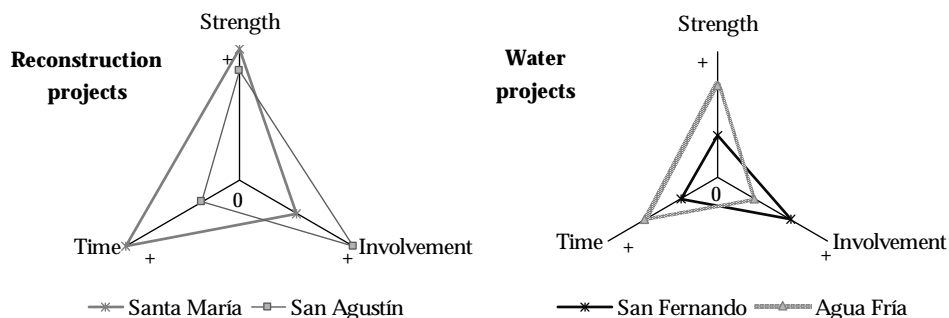 Strength
+
Reconstruction
projects
0
Time
+
Involvement
+
Santa María
San Agustín
Strength
+
Water
projects
0
Time
+
Involvement
+
San Fernando
Agua Fría